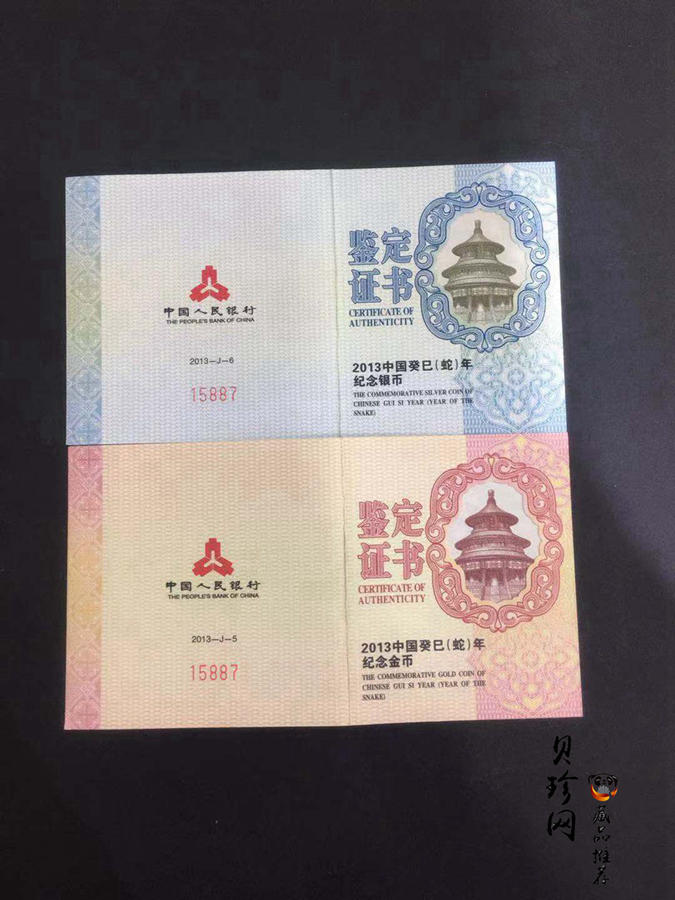 中国人民银行
THE PEOPLE'S BANK OF CHINA
2013—J—6
15887
鉴定
证书
CERTIFICATE OF
AUTHENTICITY
2013中国癸巳(蛇)年
纪念银币
THE COMMEMORATIVE SILVER COIN OF
CHINESE GUI SI YEAR (YEAR OF THE
SNAKE)
中国人民银行
THE PEOPLE'S BANK OF CHINA
2013—J—5
15887
鉴定
证书
CERTIFICATE OF
AUTHENTICITY
2013中国癸巳(蛇)年
纪念金币
THE COMMEMORATIVE GOLD COIN OF
CHINESE GUI SI YEAR (YEAR OF THE
SNAKE)
贝珍网
藏品推荐